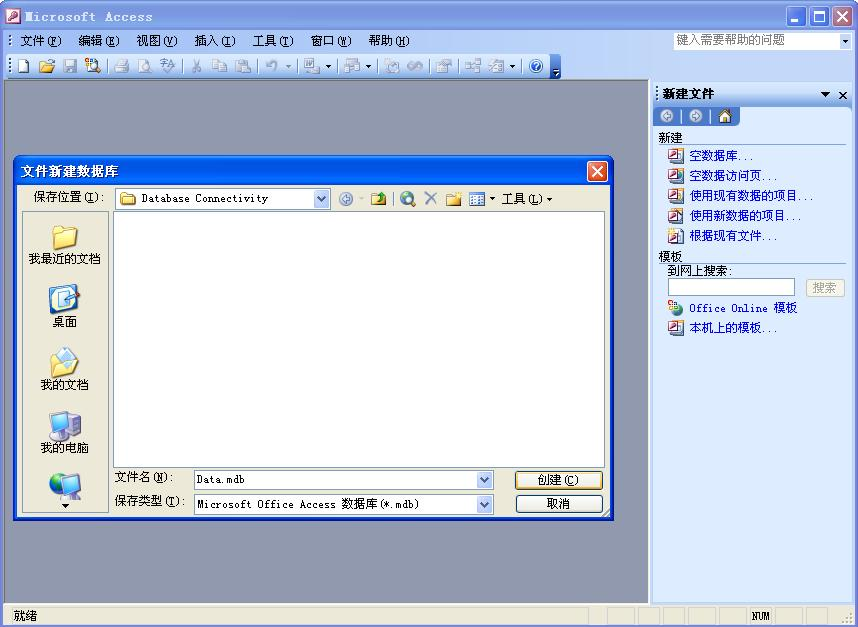 Microsoft Access
文件(F) 编辑(E) 视图(V) 插入(I) 工具(T) 窗口(W) 帮助(H)
键入需要帮助的问题
新建文件
新建
空数据库...
空数据访问页...
使用现有数据的项目...
使用新数据的项目...
根据现有文件...
模板
到网上搜索:
搜索
Office Online 模板
本机上的模板...
文件新建数据库
保存位置(I): Database Connectivity 工具(L)
我最近的文档
桌面
我的文档
我的电脑
文件名(N): Data.mdb 创建(C)
保存类型(T): Microsoft Office Access 数据库(*.mdb) 取消
就绪 NUM